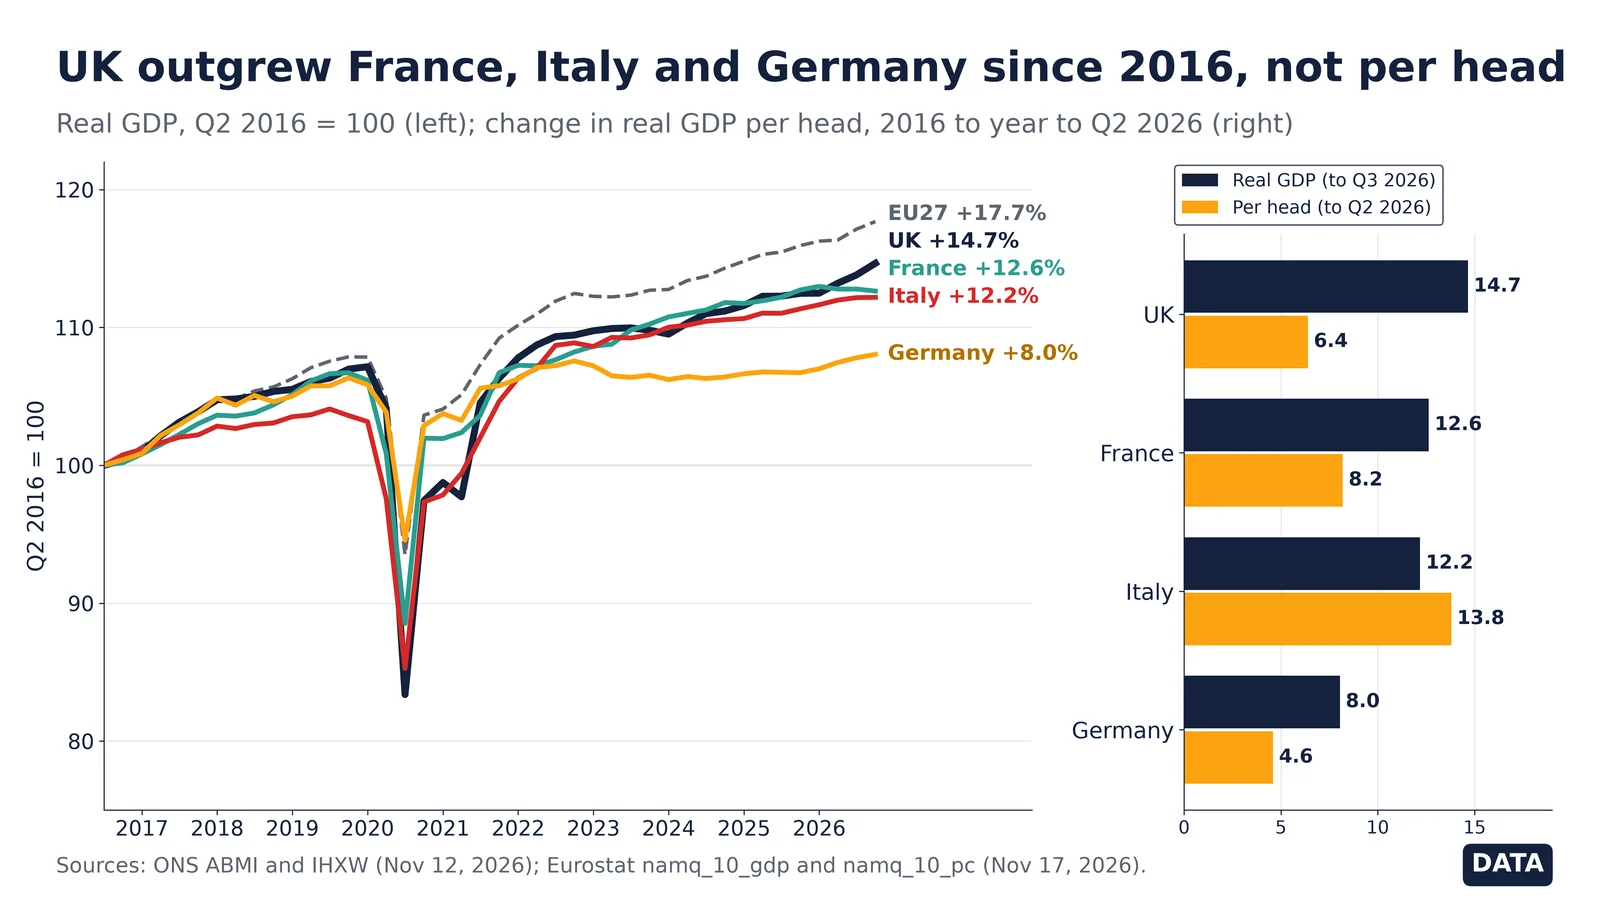 UK outgrew France, Italy and Germany since 2016, not per head
Real GDP, Q2 2016 = 100 (left); change in real GDP per head, 2016 to year to Q2 2026 (right)
Q2 2016 = 100
120
110
100
90
80
2017 2018 2019 2020 2021 2022 2023 2024 2025 2026
EU27 +17.7%
UK +14.7%
France +12.6%
Italy +12.2%
Germany +8.0%
Real GDP (to Q3 2026)
Per head (to Q2 2026)
UK
14.7
6.4
France
12.6
8.2
Italy
12.2
13.8
Germany
8.0
4.6
0 5 10 15
Sources: ONS ABMI and IHXW (Nov 12, 2026); Eurostat namq_10_gdp and namq_10_pc (Nov 17, 2026).
DATA